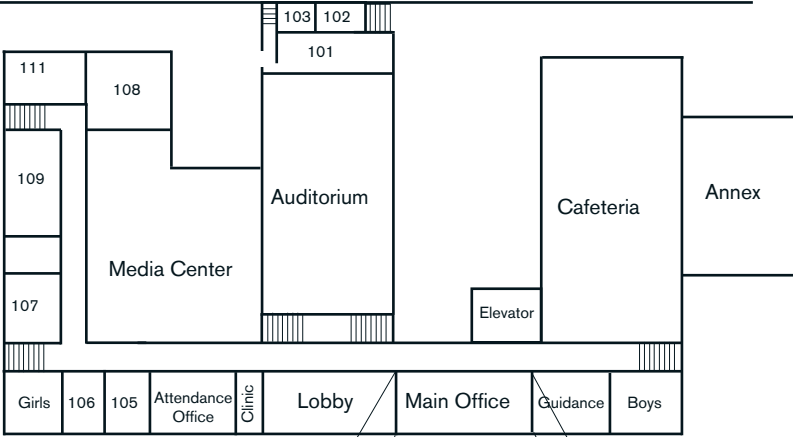 103
102
101
111
108
109
Auditorium
Annex
Cafeteria
Media Center
107
Elevator
Girls
106
105
Attendance
Office
Clinic
Lobby
Main Office
Guidance
Boys